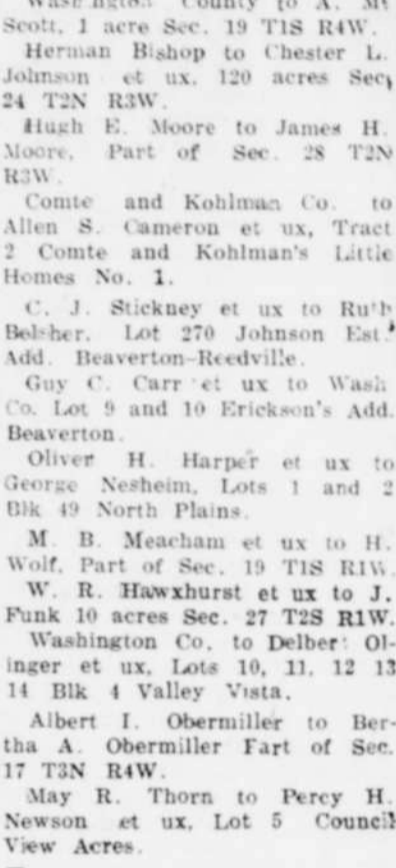 Washington County to A. M.
Scott, 1 acre Sec. 19 T1S R4W.
Herman Bishop to Chester L.
Johnson et ux. 120 acres Sec.
24 T2N R3W.
Hugh E. Moore to James H.
Moore, Part of Sec. 28 T2N
R3W.
Comte and Kohlman Co. to
Allen S. Cameron et ux, Tract
2 Comte and Kohlman's Little
Homes No. 1.
C. J. Stickney et ux to Ruth
Belsher. Lot 270 Johnson Est.
Add. Beaverton-Reedville.
Guy C. Carr et ux to Wash
Co. Lot 9 and 10 Erickson's Add.
Beaverton.
Oliver H. Harper et ux to
George Nesheim, Lots 1 and 2
Blk 49 North Plains.
M. B. Meacham et ux to H.
Wolf, Part of Sec. 19 T1S R1W.
W. R. Hawxhurst et ux to J.
Funk 10 acres Sec. 27 T2S R1W.
Washington Co. to Delbert Ol-
inger et ux, Lots 10, 11, 12 13
14 Blk 4 Valley Vista.
Albert I. Obermiller to Ber-
tha A. Obermiller Fart of Sec.
17 T3N R4W.
May R. Thorn to Percy H.
Newson et ux, Lot 5 Council
View Acres.